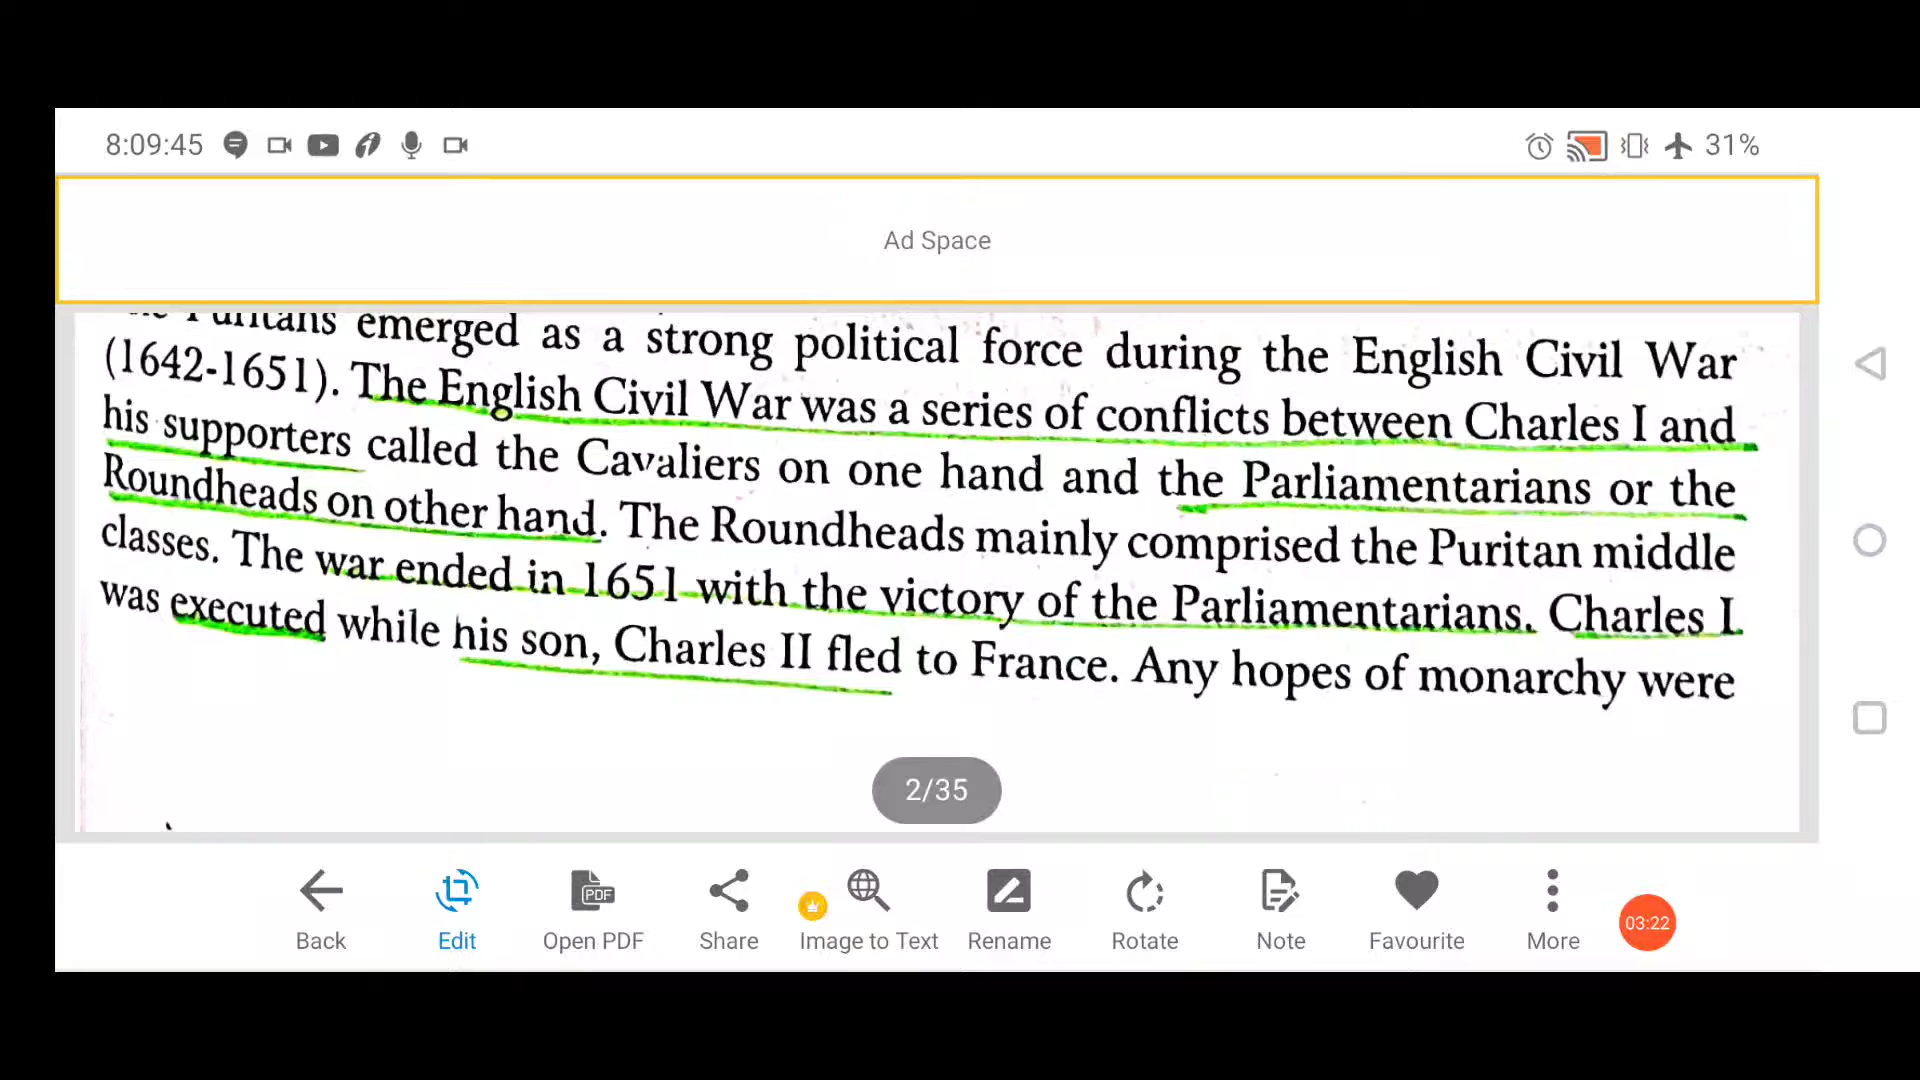 8:09:45
31%
Ad Space
Puritans emerged as a strong political force during the English Civil War
(1642-1651). The English Civil War was a series of conflicts between Charles I and
his supporters called the Cavaliers on one hand and the Parliamentarians or the
Roundheads on other hand. The Roundheads mainly comprised the Puritan middle
classes. The war ended in 1651 with the victory of the Parliamentarians. Charles I
was executed while his son, Charles II fled to France. Any hopes of monarchy were
2/35
Back
Edit
PDF
Open PDF
Share
Image to Text
Rename
Rotate
Note
Favourite
More
03:22